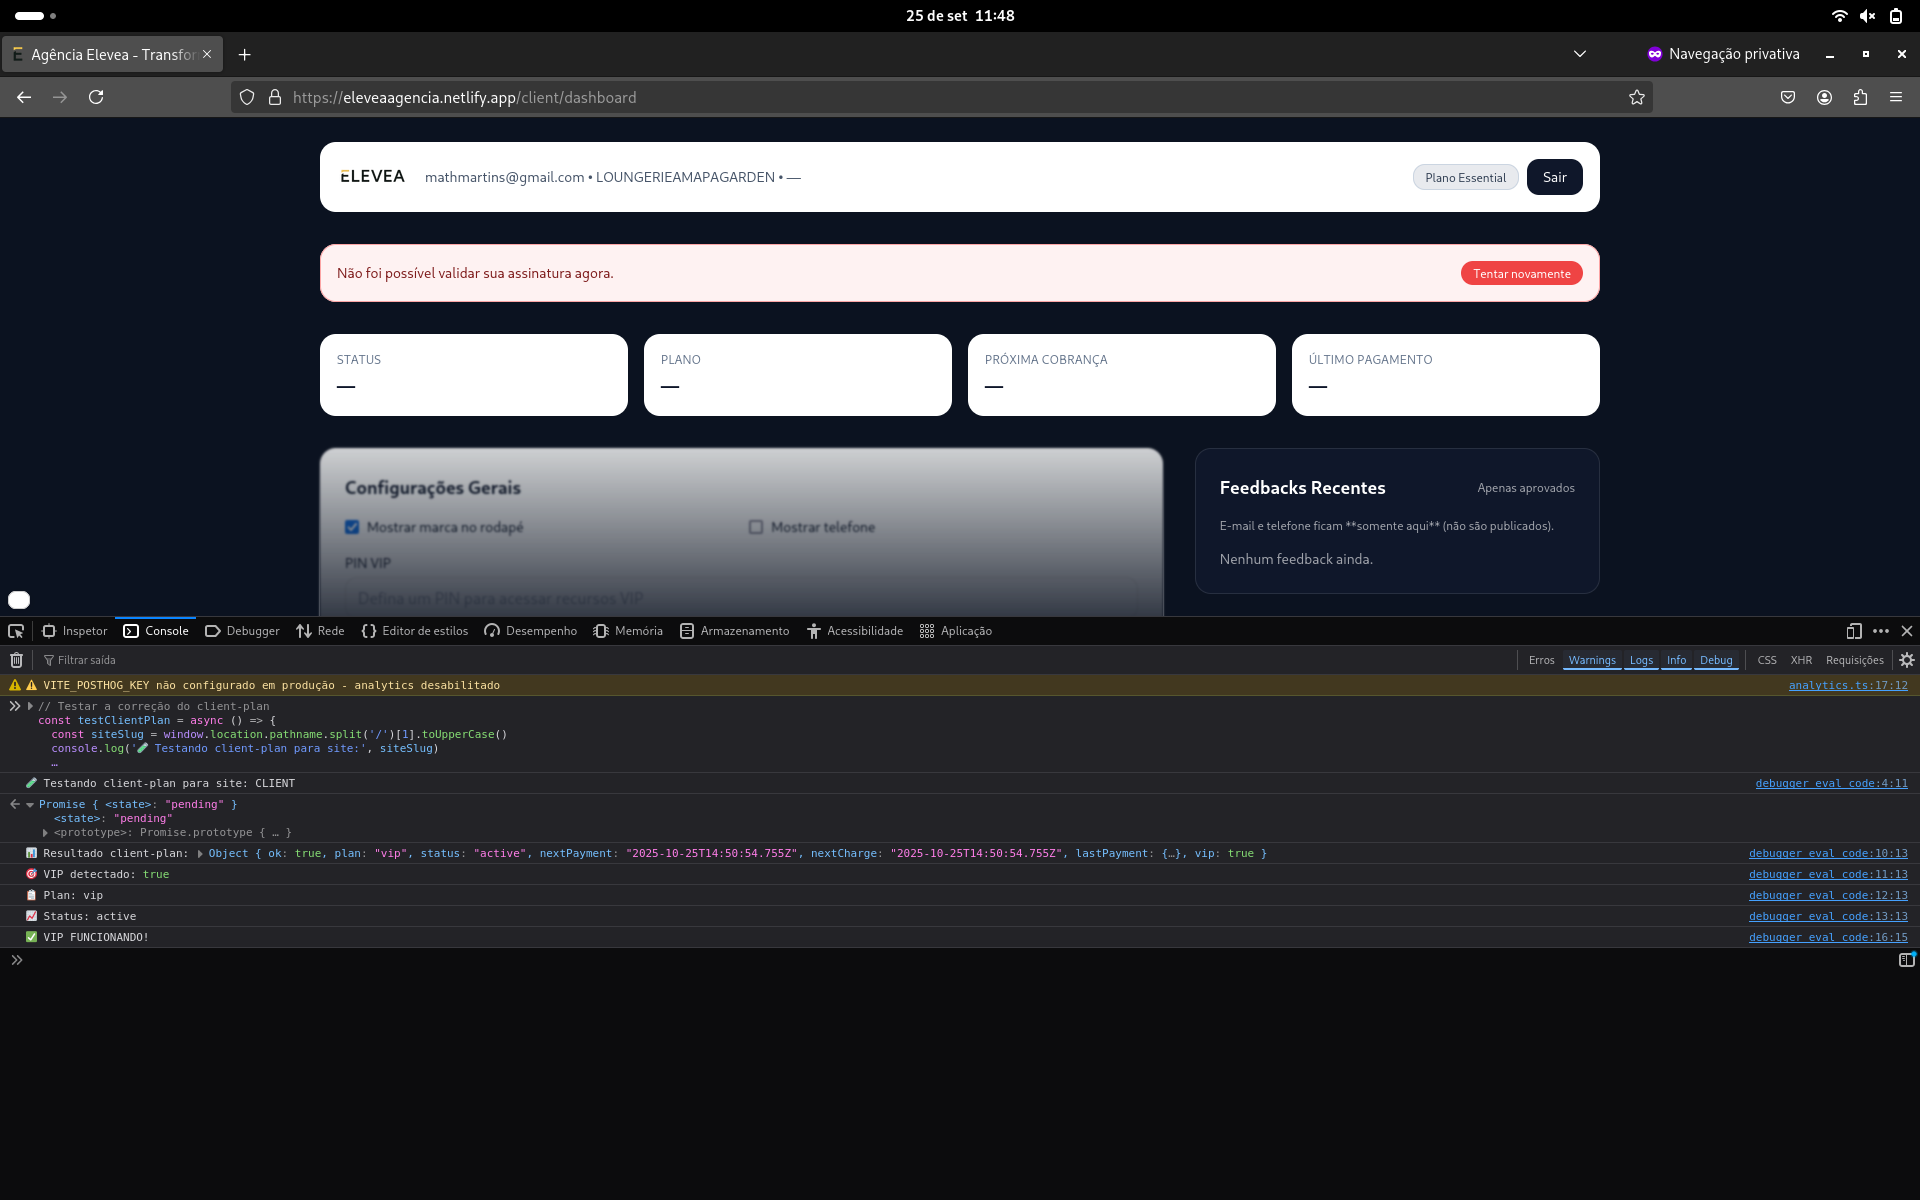 25 de set 11:48
Agência Elevea - Transfor
Navegação privativa
https://eleveaagencia.netlify.app/client/dashboard
ELEVEA
mathmartins@gmail.com • LOUNGERIEAMAPAGARDEN • —
Plano Essential
Sair
Não foi possível validar sua assinatura agora.
Tentar novamente
STATUS
—
PLANO
—
PRÓXIMA COBRANÇA
—
ÚLTIMO PAGAMENTO
—
Configurações Gerais
Mostrar marca no rodapé
Mostrar telefone
PIN VIP
Defina um PIN para acessar recursos VIP
Feedbacks Recentes
Apenas aprovados
E-mail e telefone ficam **somente aqui** (não são publicados).
Nenhum feedback ainda.
Inspetor
Console
Debugger
Rede
Editor de estilos
Desempenho
Memória
Armazenamento
Acessibilidade
Aplicação
Filtrar saída
Erros
Warnings
Logs
Info
Debug
CSS
XHR
Requisições
VITE_POSTHOG_KEY não configurado em produção - analytics desabilitado
analytics.ts:17:12
// Testar a correção do client-plan
const testClientPlan = async () => {
const siteSlug = window.location.pathname.split('/')[1].toUpperCase()
console.log('🧪 Testando client-plan para site:', siteSlug)
…
🧪 Testando client-plan para site: CLIENT
debugger eval code:4:11
Promise { <state>: "pending" }
<state>: "pending"
<prototype>: Promise.prototype { … }
📊 Resultado client-plan: Object { ok: true, plan: "vip", status: "active", nextPayment: "2025-10-25T14:50:54.755Z", nextCharge: "2025-10-25T14:50:54.755Z", lastPayment: {…}, vip: true }
debugger eval code:10:13
🎯 VIP detectado: true
debugger eval code:11:13
📋 Plan: vip
debugger eval code:12:13
📈 Status: active
debugger eval code:13:13
✅ VIP FUNCIONANDO!
debugger eval code:16:15